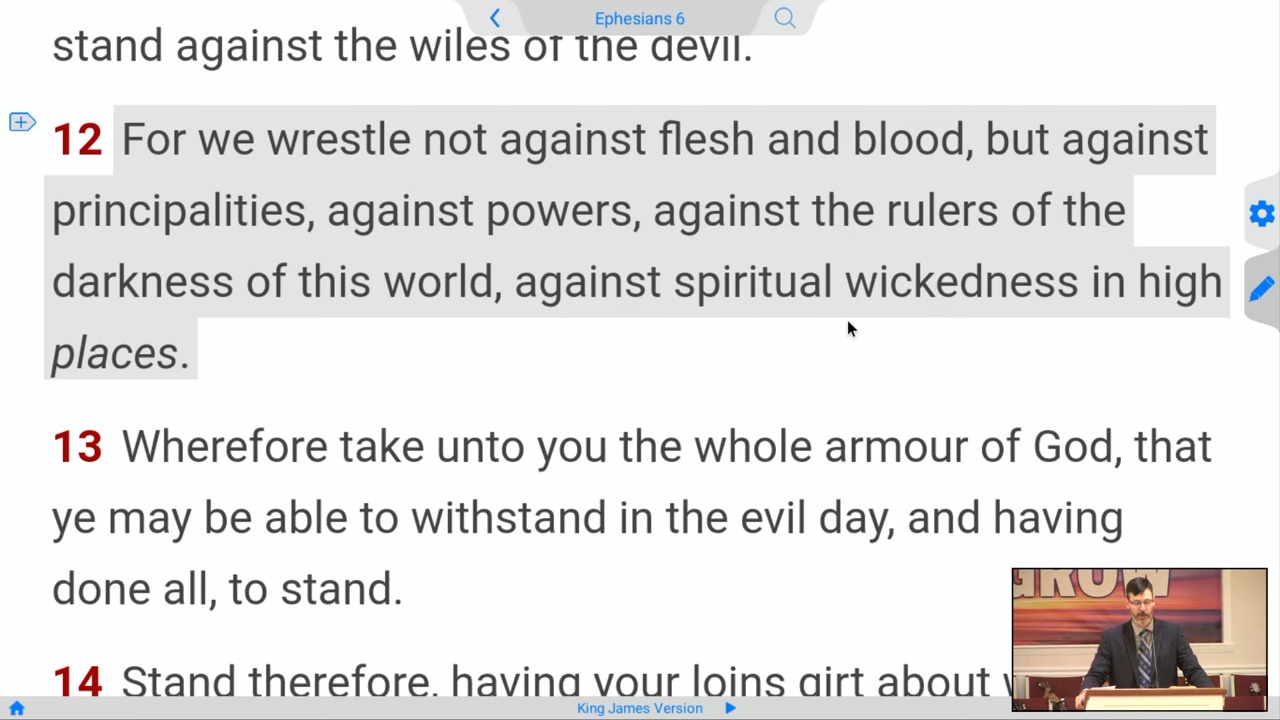 Ephesians 6
stand against the wiles of the devil.
12 For we wrestle not against flesh and blood, but against
principalities, against powers, against the rulers of the
darkness of this world, against spiritual wickedness in high
places.
13 Wherefore take unto you the whole armour of God, that
ye may be able to withstand in the evil day, and having
done all, to stand.
GROW
14 Stand therefore, having your loins girt about
King James Version